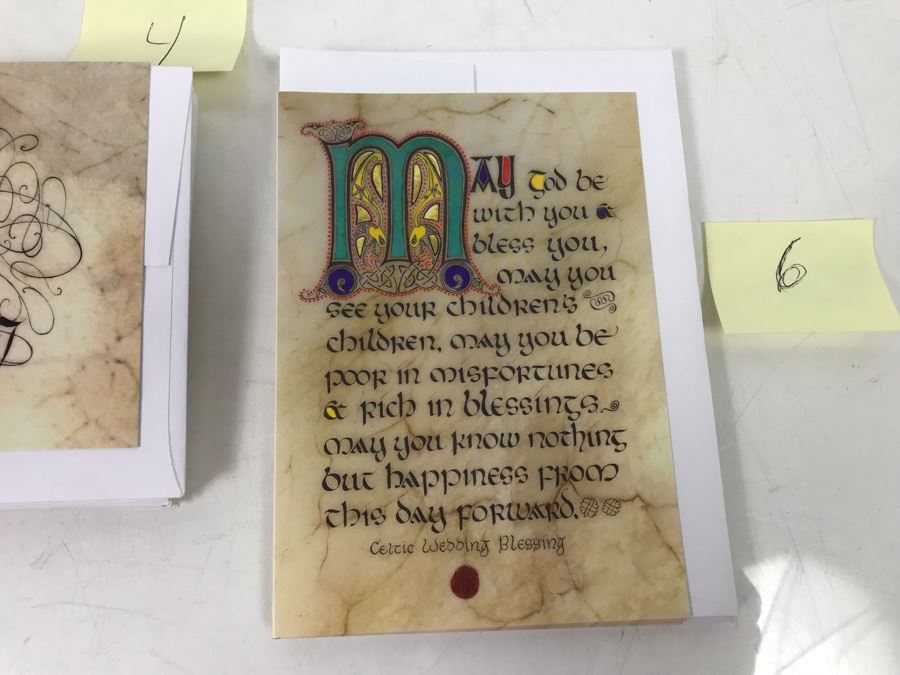 4
MAY God be
with you &
bless you,
may you
see your children's
children, may you be
poor in misfortunes
& rich in blessings.
may you know nothing
but happiness from
this day forward.
Celtic Wedding Blessing
6